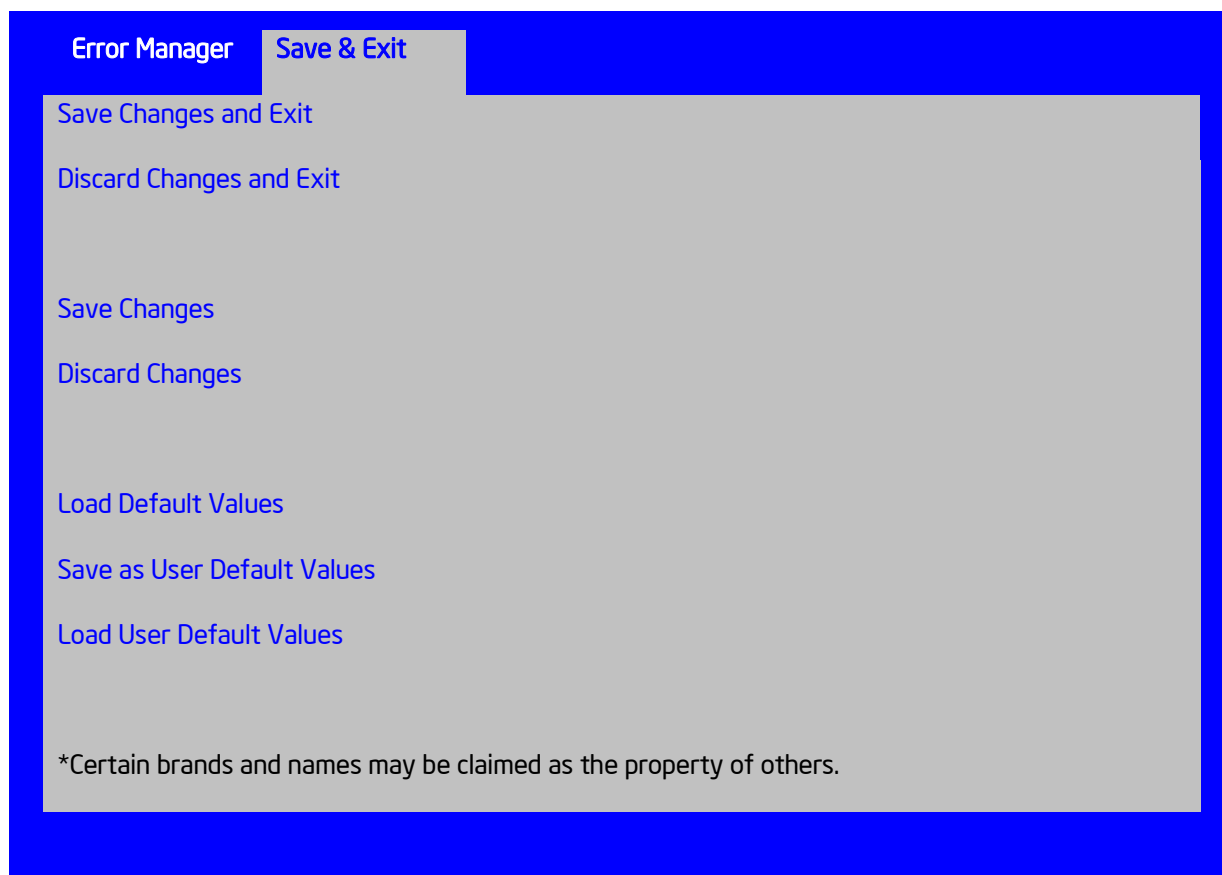 Error Manager Save & Exit
Save Changes and Exit
Discard Changes and Exit
Save Changes
Discard Changes
Load Default Values
Save as User Default Values
Load User Default Values
*Certain brands and names may be claimed as the property of others.